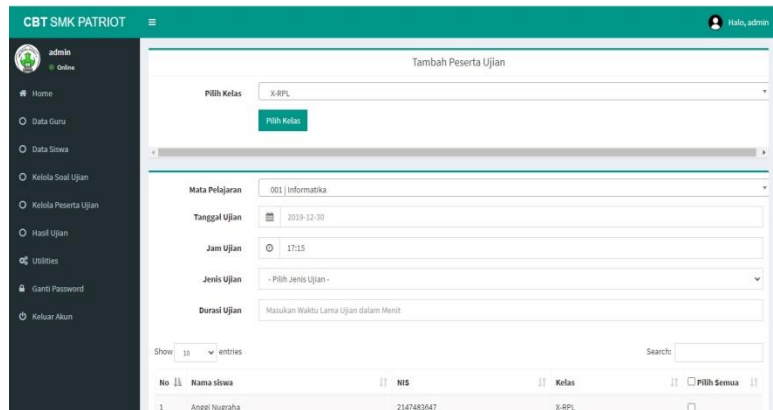 CBT SMK PATRIOT
Halo, admin
admin
Online
Home
Data Guru
Data Siswa
Kelola Soal Ujian
Kelola Peserta Ujian
Hasil Ujian
Utilities
Ganti Password
Keluar Akun
Tambah Peserta Ujian
Pilih Kelas X-RPL
Pilih Kelas
Mata Pelajaran 001 | Informatika
Tanggal Ujian 2019-12-30
Jam Ujian 17:15
Jenis Ujian - Pilih Jenis Ujian -
Durasi Ujian Masukan Waktu Lama Ujian dalam Menit
Show 10 entries Search:
No Nama siswa NIS Kelas Pilih Semua
1 Anggi Nugraha 2147483647 X-RPL